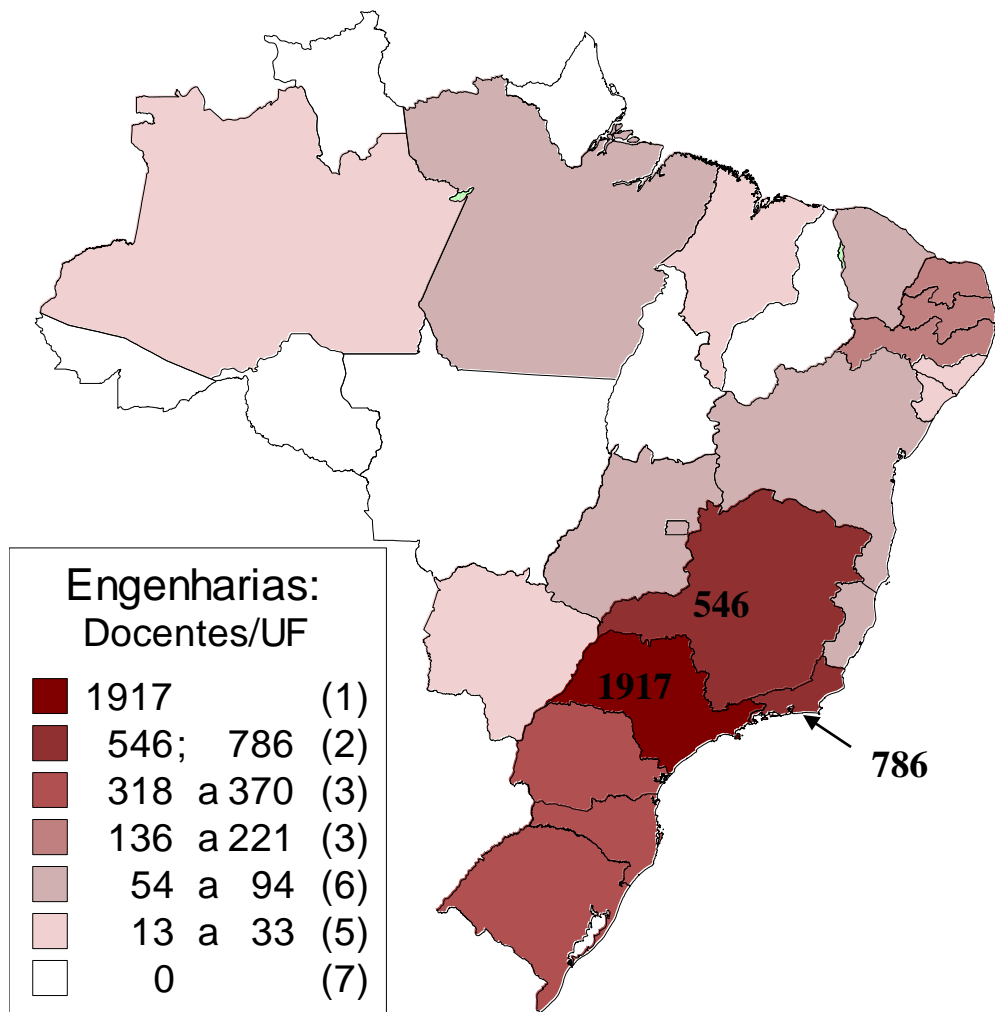 546
1917
786
Engenharias:
Docentes/UF
1917 (1)
546; 786 (2)
318 a 370 (3)
136 a 221 (3)
54 a 94 (6)
13 a 33 (5)
0 (7)